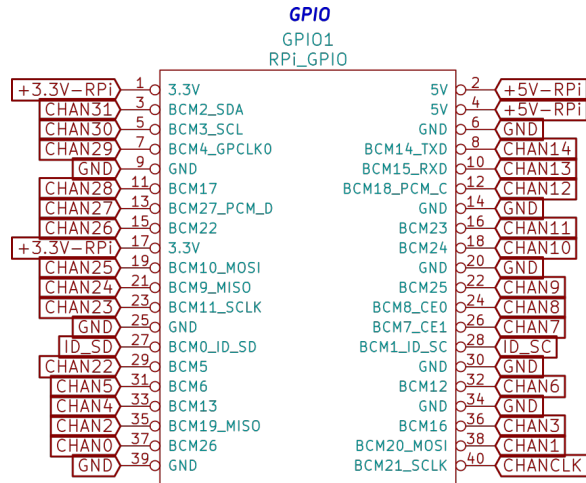 GPIO
GPIO1
RPi_GPIO
+3.3V-RPi 1 3.3V 5V 2 +5V-RPi
CHAN31 3 BCM2_SDA 5V 4 +5V-RPi
CHAN30 5 BCM3_SCL GND 6 GND
CHAN29 7 BCM4_GPCLK0 BCM14_TXD 8 CHAN14
GND 9 GND BCM15_RXD 10 CHAN13
CHAN28 11 BCM17 BCM18_PCM_C 12 CHAN12
CHAN27 13 BCM27_PCM_D GND 14 GND
CHAN26 15 BCM22 BCM23 16 CHAN11
+3.3V-RPi 17 3.3V BCM24 18 CHAN10
CHAN25 19 BCM10_MOSI GND 20 GND
CHAN24 21 BCM9_MISO BCM25 22 CHAN9
CHAN23 23 BCM11_SCLK BCM8_CE0 24 CHAN8
GND 25 GND BCM7_CE1 26 CHAN7
ID_SD 27 BCM0_ID_SD BCM1_ID_SC 28 ID_SC
CHAN22 29 BCM5 GND 30 GND
CHAN5 31 BCM6 BCM12 32 CHAN6
CHAN4 33 BCM13 GND 34 GND
CHAN2 35 BCM19_MISO BCM16 36 CHAN3
CHAN0 37 BCM26 BCM20_MOSI 38 CHAN1
GND 39 GND BCM21_SCLK 40 CHANCLK